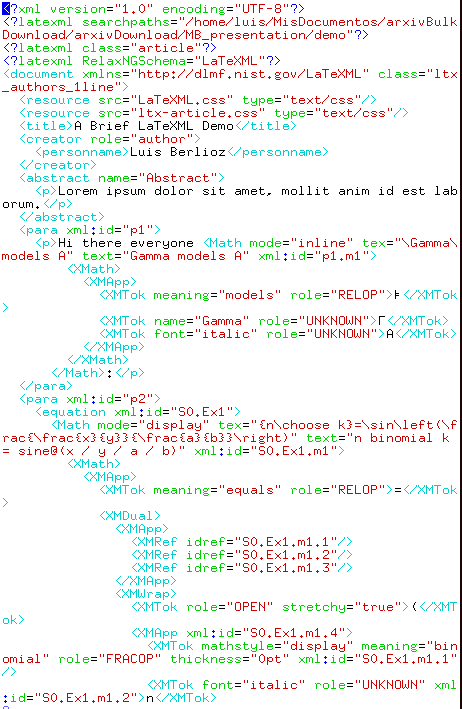 <?xml version="1.0" encoding="UTF-8"?>
<?latexml searchpaths="/home/luis/MisDocumentos/arxivBulk
Download/arxivDownload/MB_presentation/demo"?>
<?latexml class="article"?>
<?latexml RelaxNGSchema="LaTeXML"?>
<document xmlns="http://dlmf.nist.gov/LaTeXML" class="ltx
_authors_1line">
  <resource src="LaTeXML.css" type="text/css"/>
  <resource src="ltx-article.css" type="text/css"/>
  <title>A Brief LaTeXML Demo</title>
  <creator role="author">
    <personname>Luis Berlioz</personname>
  </creator>
  <abstract name="Abstract">
    <p>Lorem ipsum dolor sit amet, mollit anim id est lab
orum.</p>
  </abstract>
  <para xml:id="p1">
    <p>Hi there everyone <Math mode="inline" tex="\Gamma\
models A" text="Gamma models A" xml:id="p1.m1">
        <XMath>
          <XMApp>
            <XMTok meaning="models" role="RELOP">⊧</XMTok
>
            <XMTok name="Gamma" role="UNKNOWN">Γ</XMTok>
            <XMTok font="italic" role="UNKNOWN">A</XMTok>
          </XMApp>
        </XMath>
      </Math>:</p>
  </para>
  <para xml:id="p2">
    <equation xml:id="S0.Ex1">
      <Math mode="display" tex="{n\choose k}=\sin\left(\f
rac{\frac{x}{y}}{\frac{a}{b}}\right)" text="n binomial k
= sine@(x / y / a / b)" xml:id="S0.Ex1.m1">
        <XMath>
          <XMApp>
            <XMTok meaning="equals" role="RELOP">=</XMTok
>
            <XMDual>
              <XMApp>
                <XMRef idref="S0.Ex1.m1.1"/>
                <XMRef idref="S0.Ex1.m1.2"/>
                <XMRef idref="S0.Ex1.m1.3"/>
              </XMApp>
              <XMWrap>
                <XMTok role="OPEN" stretchy="true">(</XMT
ok>
                <XMApp xml:id="S0.Ex1.m1.4">
                  <XMTok mathstyle="display" meaning="bin
omial" role="FRACOP" thickness="0pt" xml:id="S0.Ex1.m1.1"
/>
                  <XMTok font="italic" role="UNKNOWN" xml
:id="S0.Ex1.m1.2">n</XMTok>